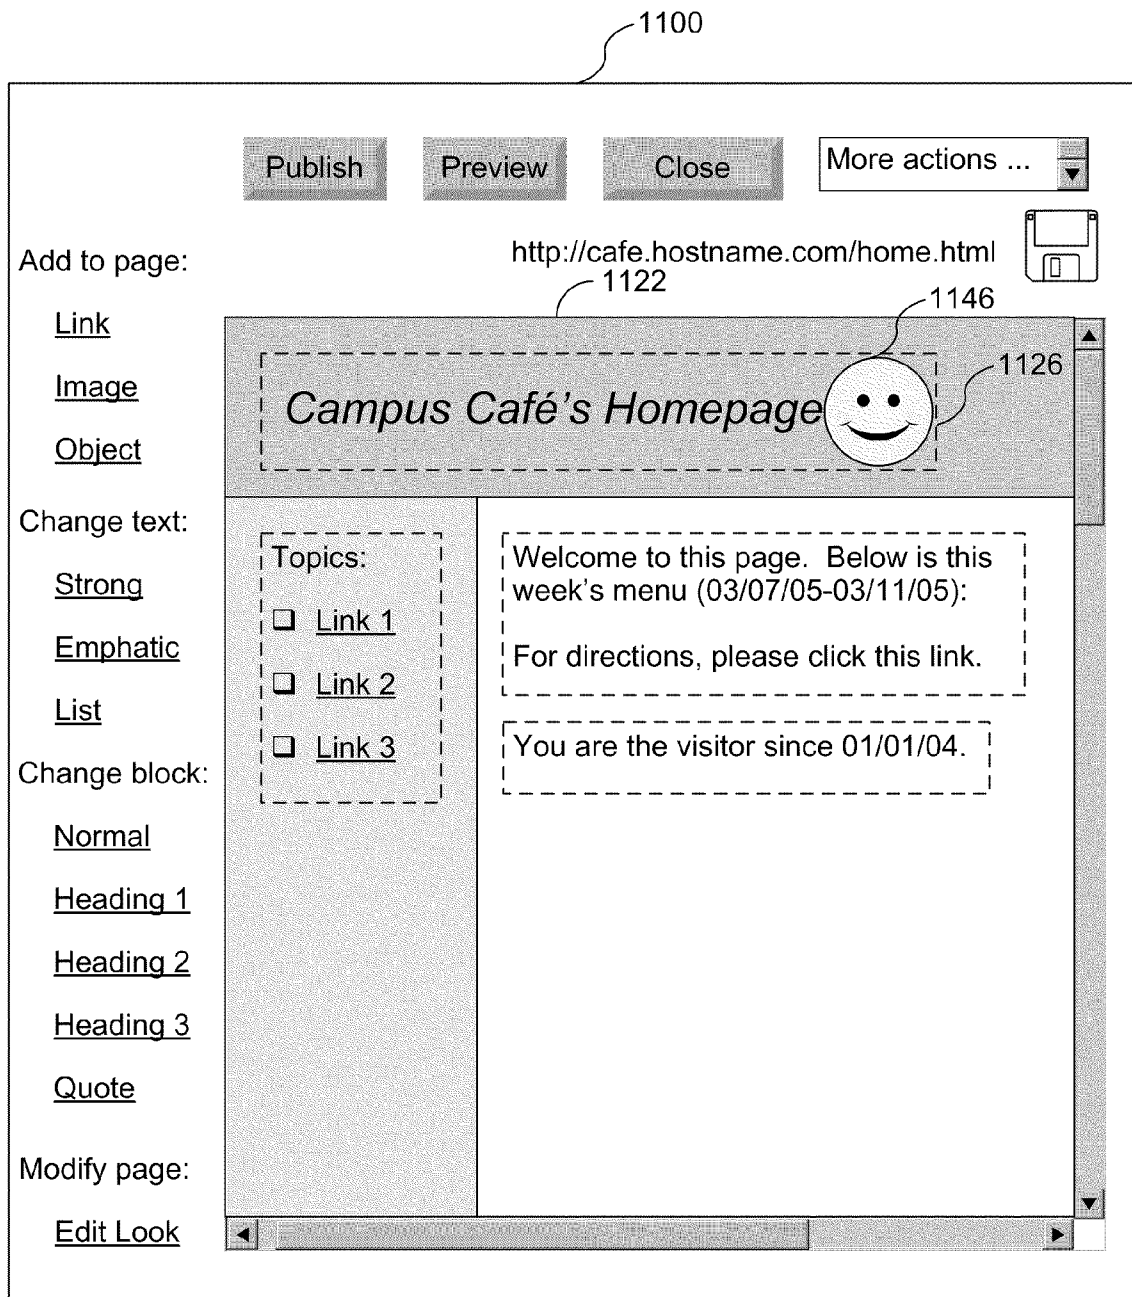 1100
Publish
Preview
Close
More actions ...
http://cafe.hostname.com/home.html
Add to page:
Link
Image
Object
Change text:
Strong
Emphatic
List
Change block:
Normal
Heading 1
Heading 2
Heading 3
Quote
Modify page:
Edit Look
1122
1146
1126
Campus Café’s Homepage
Topics:
Link 1
Link 2
Link 3
Welcome to this page. Below is this
week’s menu (03/07/05-03/11/05):
For directions, please click this link.
You are the visitor since 01/01/04.